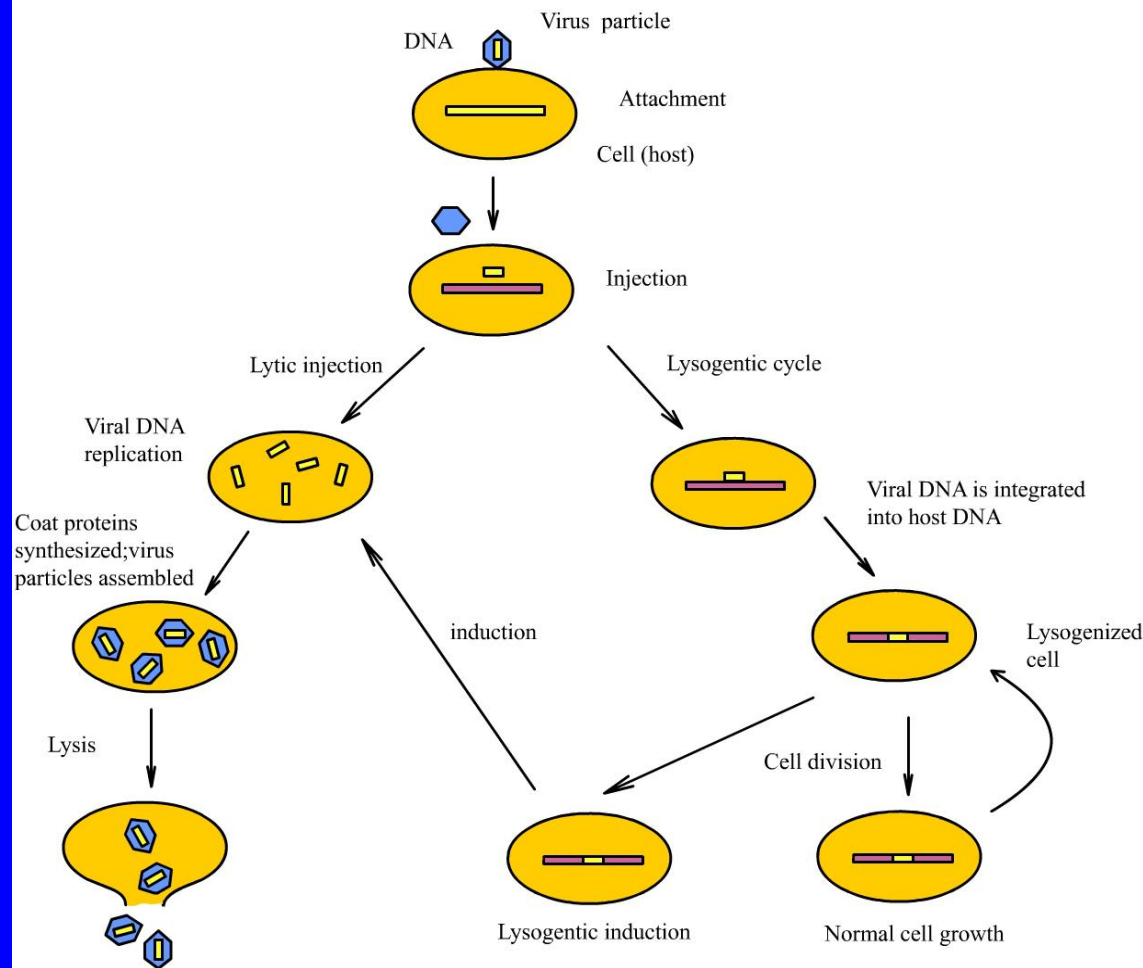 Virus particle
DNA
Attachment
Cell (host)
Injection
Lytic injection
Lysogentic cycle
Viral DNA
replication
Viral DNA is integrated
into host DNA
Coat proteins
synthesized;virus
particles assembled
induction
Lysogenized
cell
Lysis
Cell division
Lysogentic induction
Normal cell growth